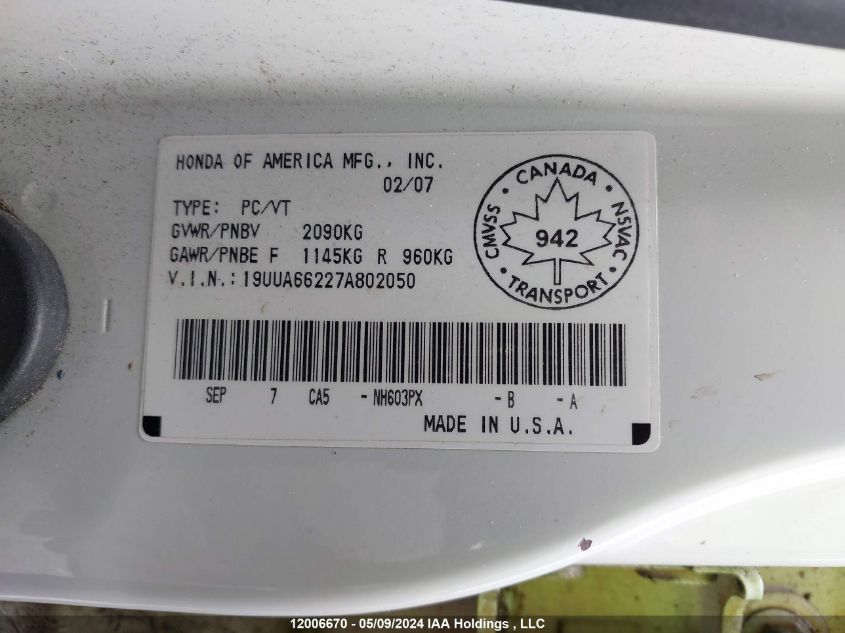 HONDA OF AMERICA MFG., INC.
02/07
TYPE: PC/VT
GVWR/PNBV 2090KG
GAWR/PNBE F 1145KG R 960KG
V.I.N.: 19UUA66227A802050
CANADA
CMVSS
942
NSVAC
TRANSPORT
SEP 7 CA5 -NH603PX -B -A
MADE IN U.S.A.
12006670 - 05/09/2024 IAA Holdings , LLC